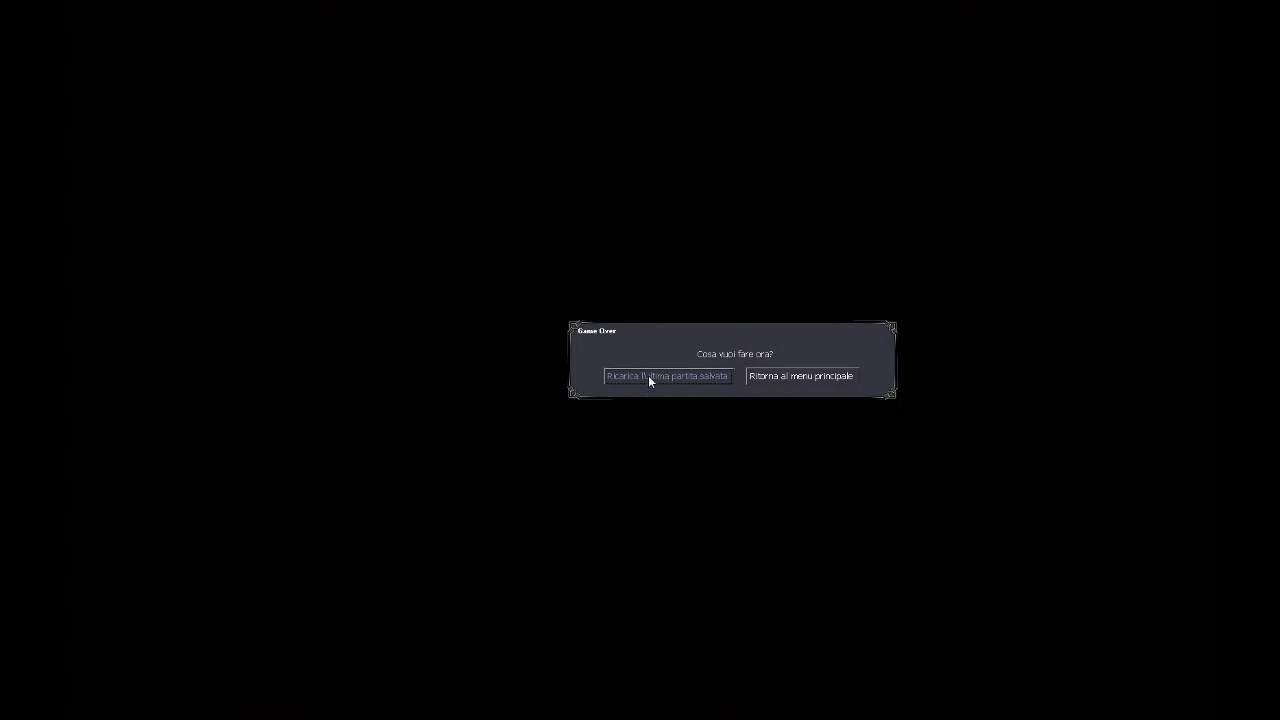 Game Over
Cosa vuoi fare ora?
Ricarica l\'ultima partita salvata Ritorna al menu principale